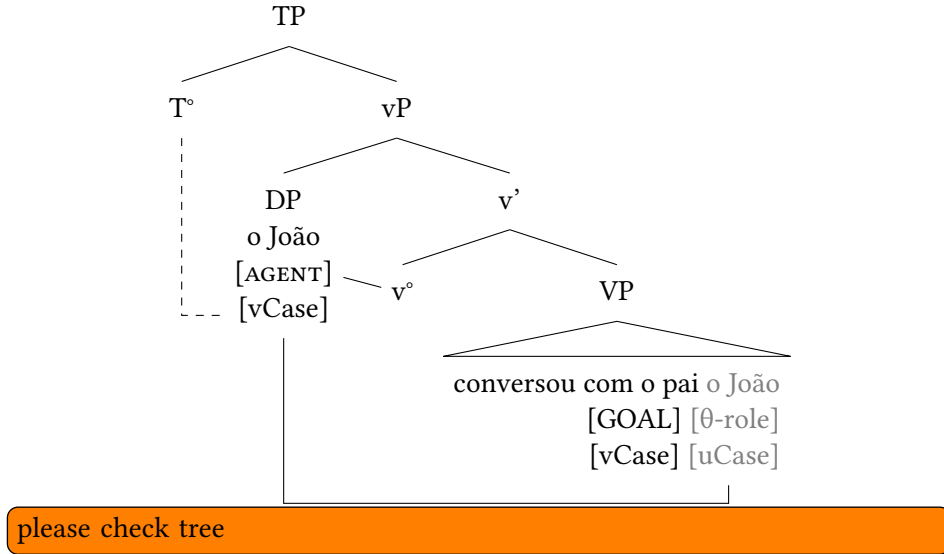 TP
T° vP
DP v’
o João
[AGENT] v° VP
[vCase]
conversou com o pai o João
[GOAL] [θ-role]
[vCase] [uCase]
please check tree